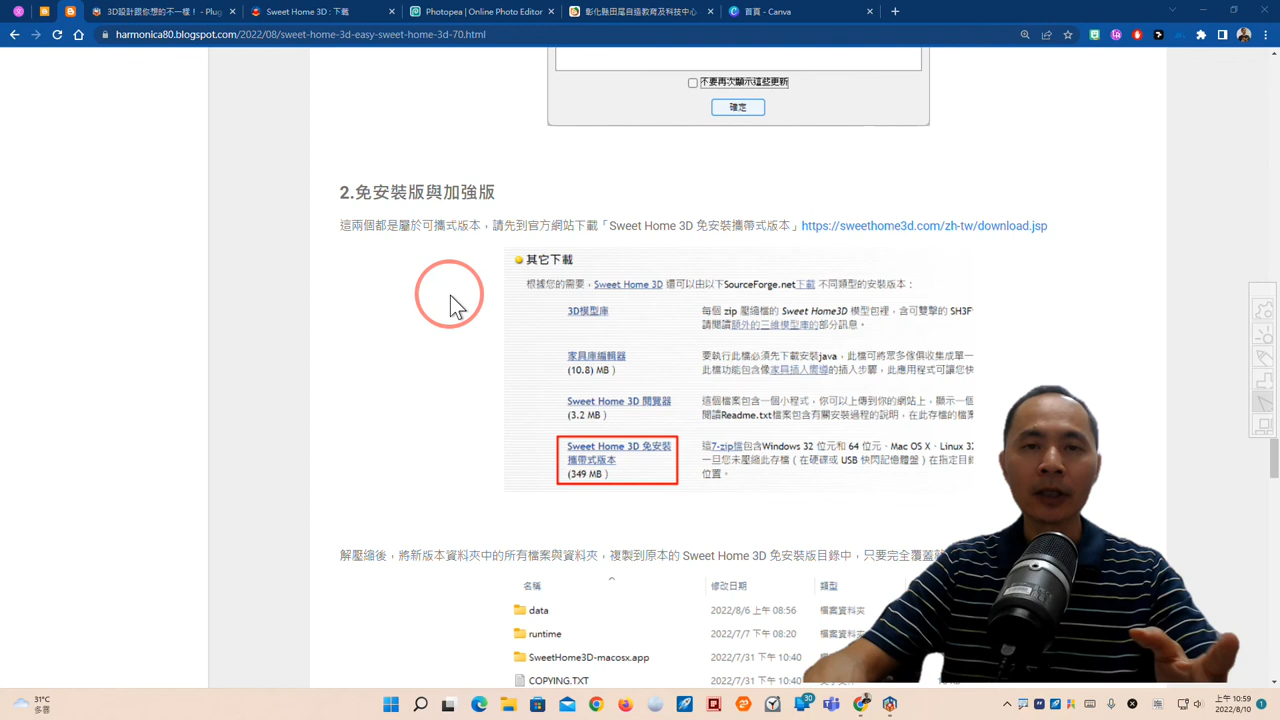 3D設計跟你想的不一樣！- Plug
Sweet Home 3D : 下載
Photopea | Online Photo Editor
彰化縣田尾自造教育及科技中心
首頁 - Canva
harmonica80.blogspot.com/2022/08/sweet-home-3d-easy-sweet-home-3d-70.html
不要再次顯示這些更新
確定
2.免安裝版與加強版
這兩個都是屬於可攜式版本，請先到官方網站下載「Sweet Home 3D 免安裝攜帶式版本」https://sweethome3d.com/zh-tw/download.jsp
其它下載
根據您的需要，Sweet Home 3D 還可以由以下SourceForge.net下載 不同類型的安裝版本：
3D模型庫
每個 zip 壓縮檔的 Sweet Home3D 模型包裡，含可雙擊的 SH3F
請閱讀額外的三維模型庫的部分訊息。
家具庫編輯器
(10.8) MB )
要執行此檔必須先下載安裝java，此檔可將眾多傢俱收集成單一
此檔功能包含像家具插入嚮導的插入步驟，此應用程式可讓您快
Sweet Home 3D 閱覽器
(3.2 MB )
這個檔案包含一個小程式，你可以上傳到你的網站上，顯示一個
閱讀Readme.txt檔案包含有關安裝過程的說明，在此存檔的檔案
Sweet Home 3D 免安裝
攜帶式版本
(349 MB )
這7-zip檔包含Windows 32 位元和 64 位元、Mac OS X、Linux 32
一旦您未壓縮此存檔（在硬碟或 USB 快閃記憶體盤）在指定目錄
位置。
解壓縮後，將新版本資料夾中的所有檔案與資料夾，複製到原本的 Sweet Home 3D 免安裝版目錄中，只要完全覆蓋就
名稱
修改日期
類型
data
2022/8/6 上午 08:56
檔案資料夾
runtime
2022/7/7 下午 08:20
檔案資料夾
SweetHome3D-macosx.app
2022/7/31 下午 10:40
檔案資料夾
COPYING.TXT
2022/7/31 下午 10:40
31°C
多雲
30
上午 10:59
2022/8/10